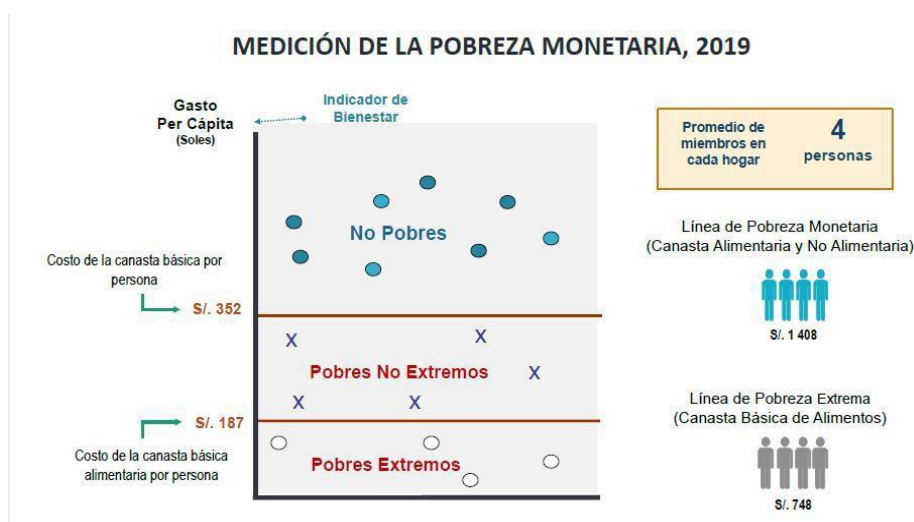 MEDICIÓN DE LA POBREZA MONETARIA, 2019
Gasto
Per Cápita
(Soles)
Indicador de
Bienestar
No Pobres
Costo de la canasta básica por
persona
S/. 352
X
X
Pobres No Extremos
X
X
X
S/. 187
Costo de la canasta básica
alimentaria por persona
Pobres Extremos
Promedio de
miembros en
cada hogar
4
personas
Línea de Pobreza Monetaria
(Canasta Alimentaria y No Alimentaria)
S/. 1 408
Línea de Pobreza Extrema
(Canasta Básica de Alimentos)
S/. 748